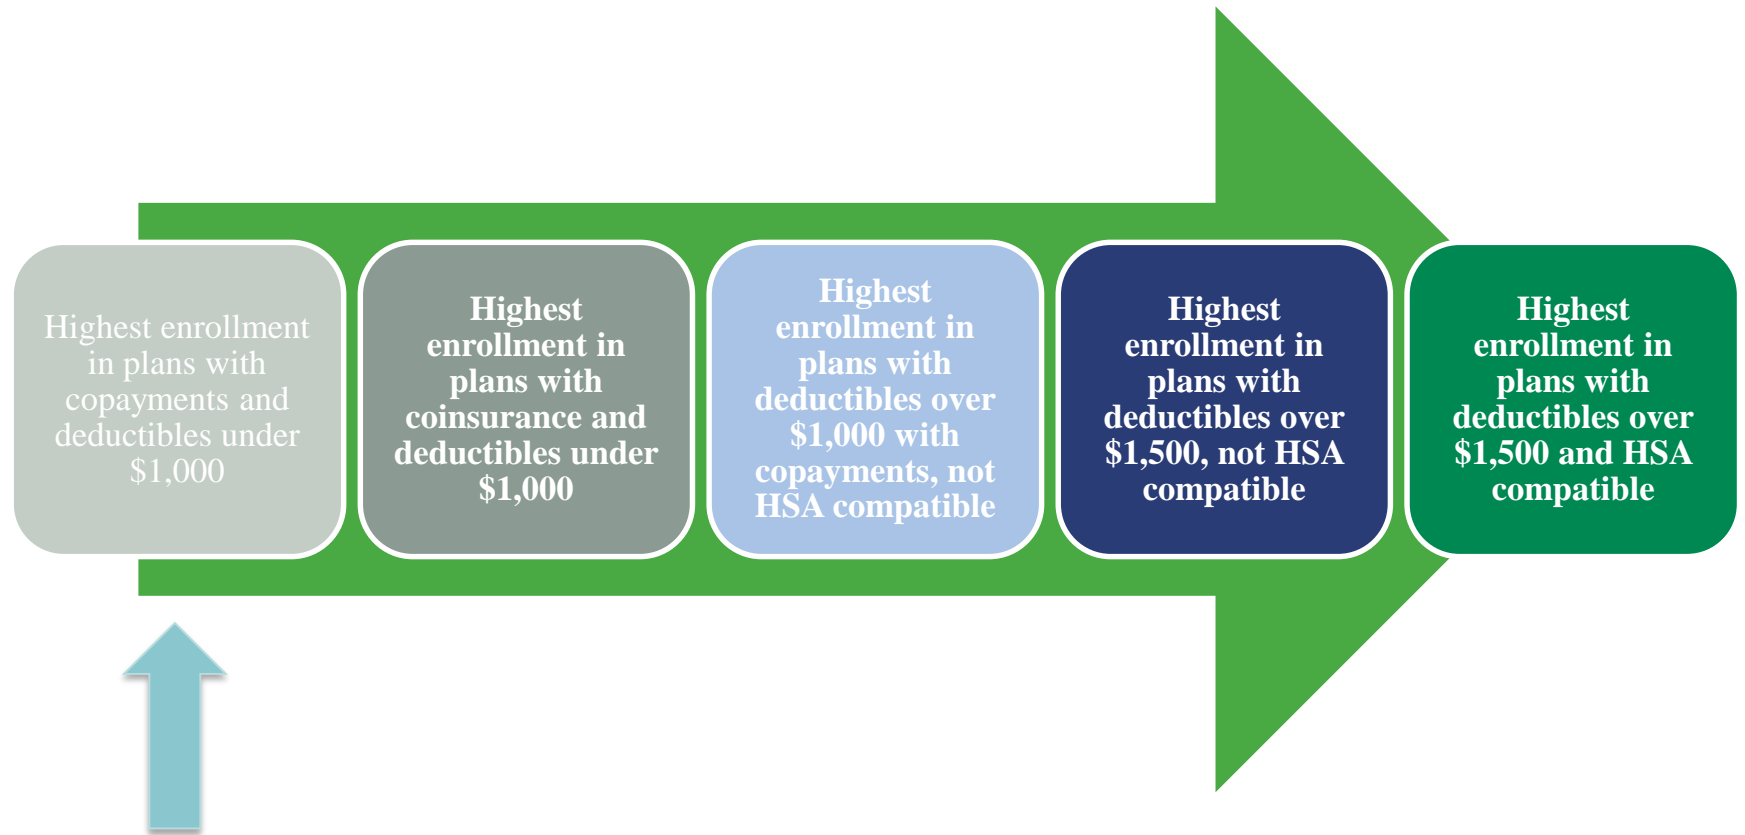 Highest enrollment
in plans with
copayments and
deductibles under
$1,000
Highest
enrollment in
plans with
coinsurance and
deductibles under
$1,000
Highest
enrollment in
plans with
deductibles over
$1,000 with
copayments, not
HSA compatible
Highest
enrollment in
plans with
deductibles over
$1,500, not HSA
compatible
Highest
enrollment in
plans with
deductibles over
$1,500 and HSA
compatible